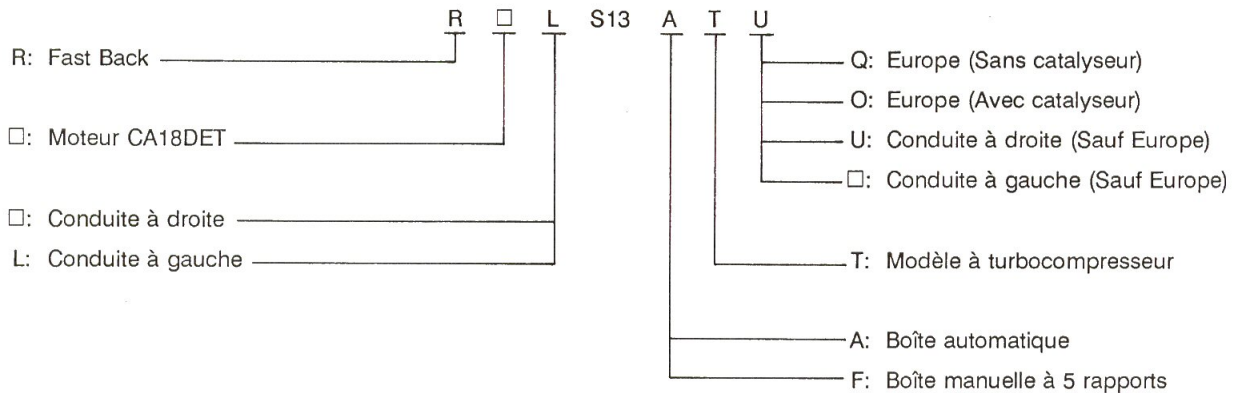 R □ L S13 A T U
R: Fast Back
Q: Europe (Sans catalyseur)
O: Europe (Avec catalyseur)
□: Moteur CA18DET
U: Conduite à droite (Sauf Europe)
□: Conduite à gauche (Sauf Europe)
□: Conduite à droite
L: Conduite à gauche
T: Modèle à turbocompresseur
A: Boîte automatique
F: Boîte manuelle à 5 rapports